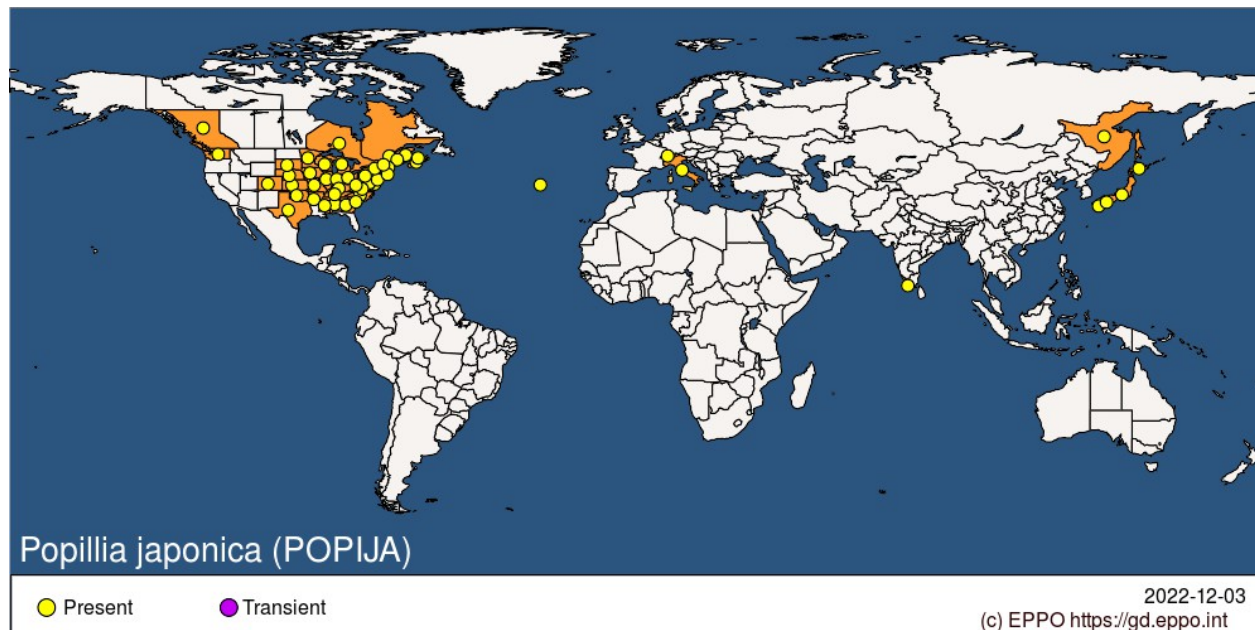 Popillia japonica (POPIJA)
Present
Transient
2022-12-03
(c) EPPO https://gd.eppo.int